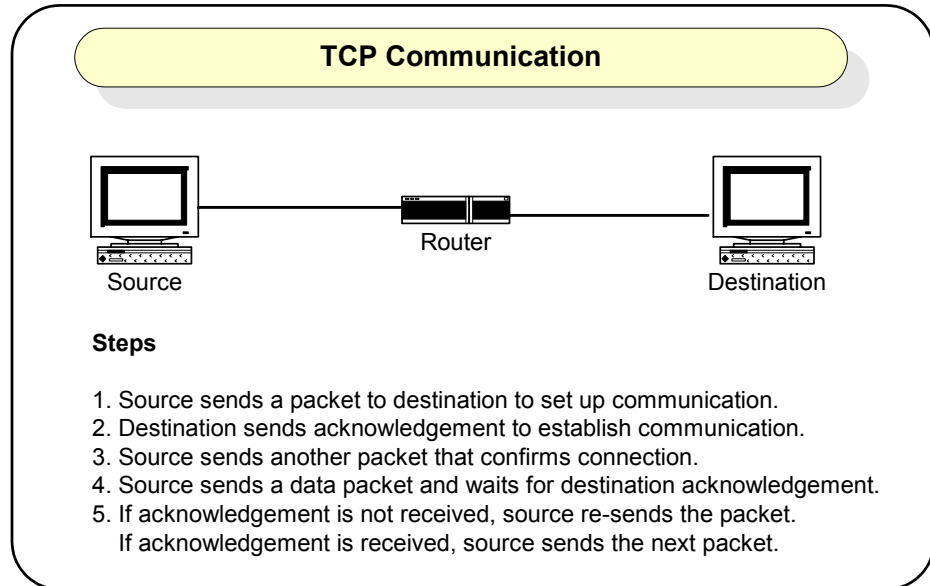 TCP Communication
Router
Source
Destination
Steps
1. Source sends a packet to destination to set up communication.
2. Destination sends acknowledgement to establish communication.
3. Source sends another packet that confirms connection.
4. Source sends a data packet and waits for destination acknowledgement.
5. If acknowledgement is not received, source re-sends the packet.
If acknowledgement is received, source sends the next packet.